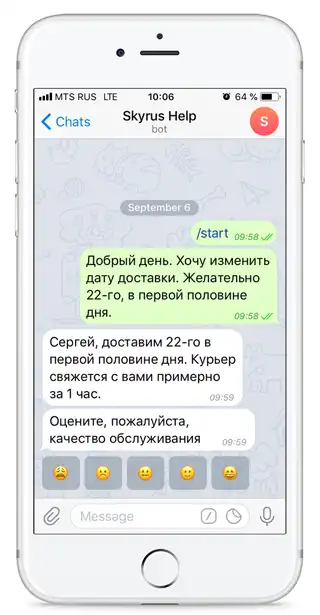 MTS RUS LTE 10:06 64 %
Chats
Skyrus Help
bot
S
September 6
/start 09:58
Добрый день. Хочу изменить
дату доставки. Желательно
22-го, в первой половине
дня.
09:58
Сергей, доставим 22-го в
первой половине дня. Курьер
свяжется с вами примерно
за 1 час.
09:59
Оцените, пожалуйста,
качество обслуживания
09:59
Message